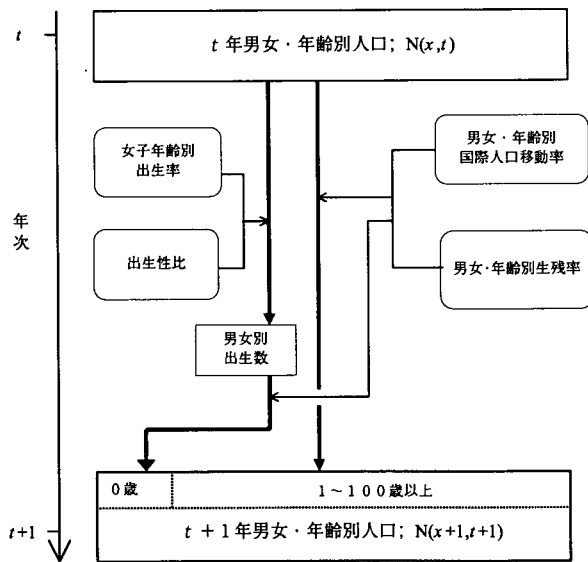 t
t 年男女・年齢別人口; N(x,t)
女子年齢別
出生率
男女・年齢別
国際人口移動率
年次
出生性比
男女・年齢別生残率
男女別
出生数
0歳
1～100歳以上
t+1
t + 1 年男女・年齢別人口; N(x+1,t+1)